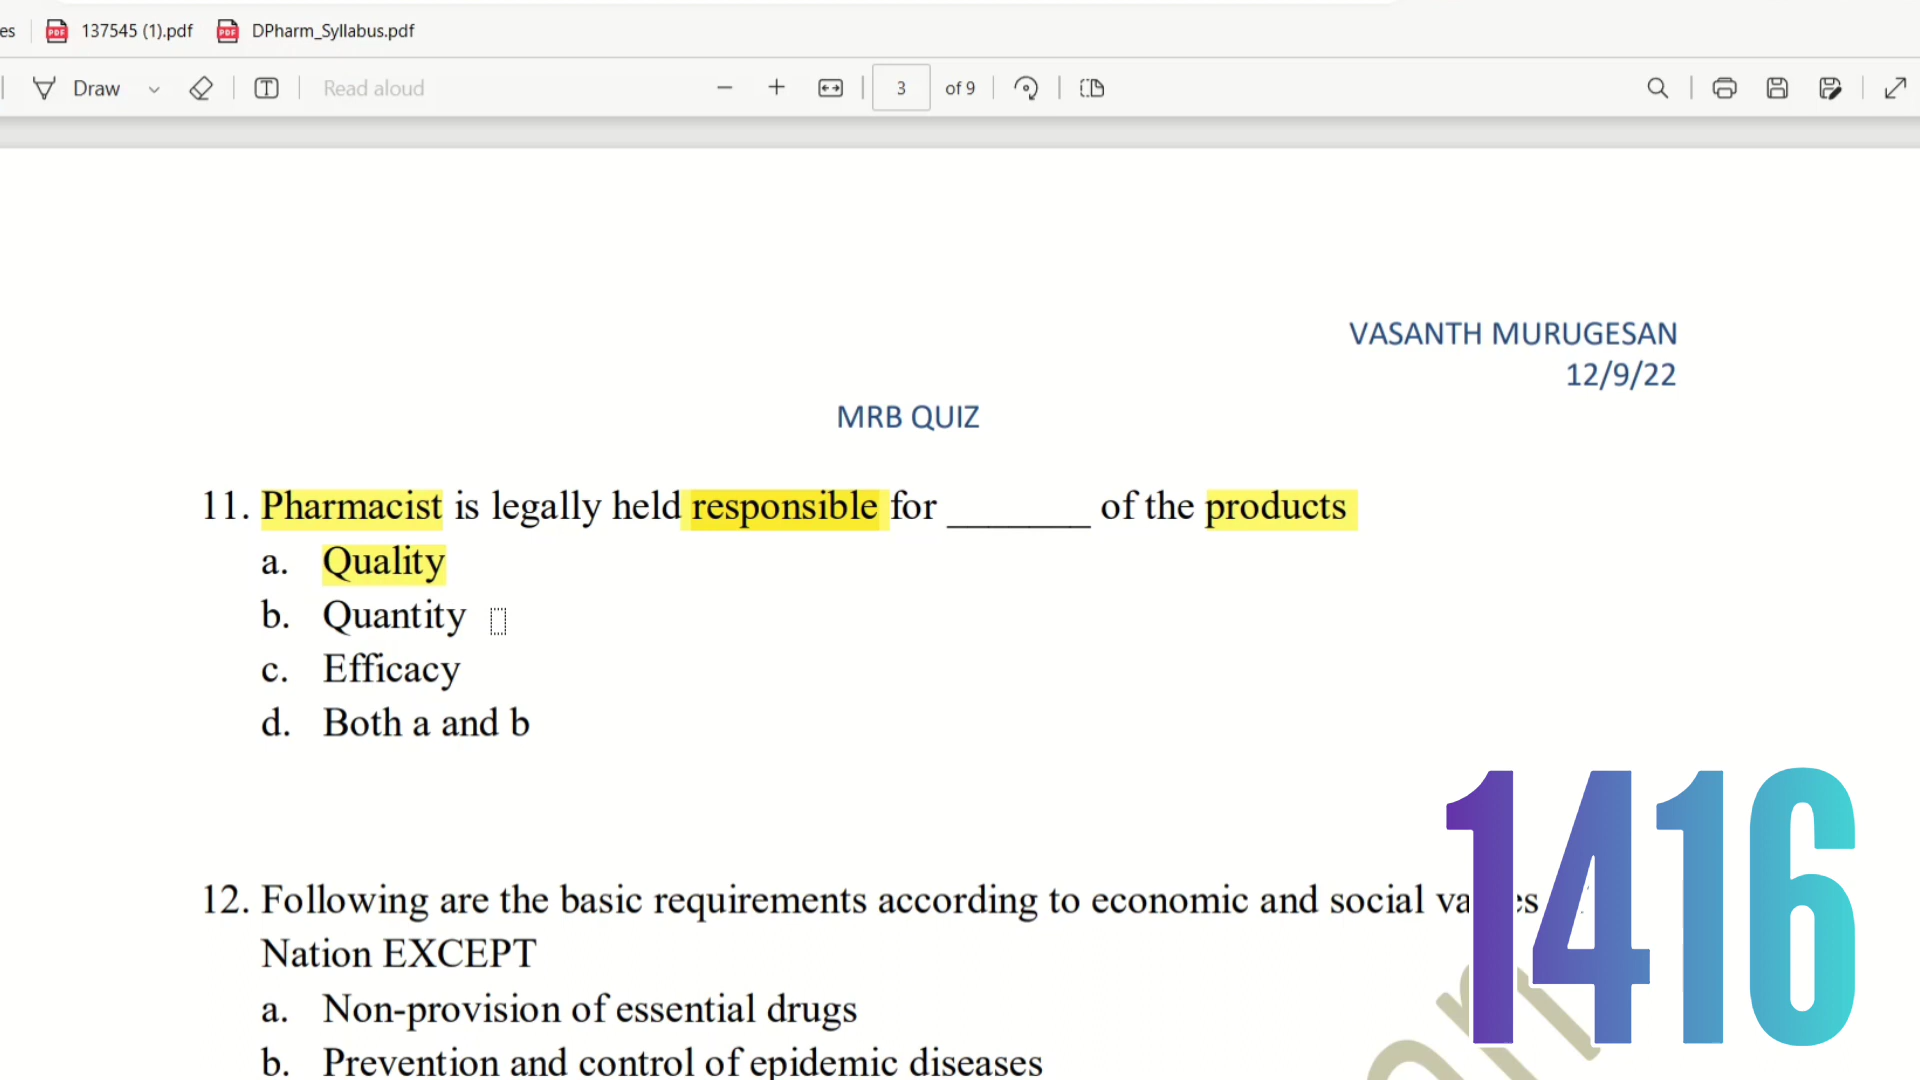 es
137545 (1).pdf
DPharm_Syllabus.pdf
Draw
Read aloud
3 of 9
VASANTH MURUGESAN
12/9/22
MRB QUIZ
11. Pharmacist is legally held responsible for _______ of the products
a. Quality
b. Quantity
c. Efficacy
d. Both a and b
12. Following are the basic requirements according to economic and social
Nation EXCEPT
a. Non-provision of essential drugs
b. Prevention and control of epidemic diseases
1416